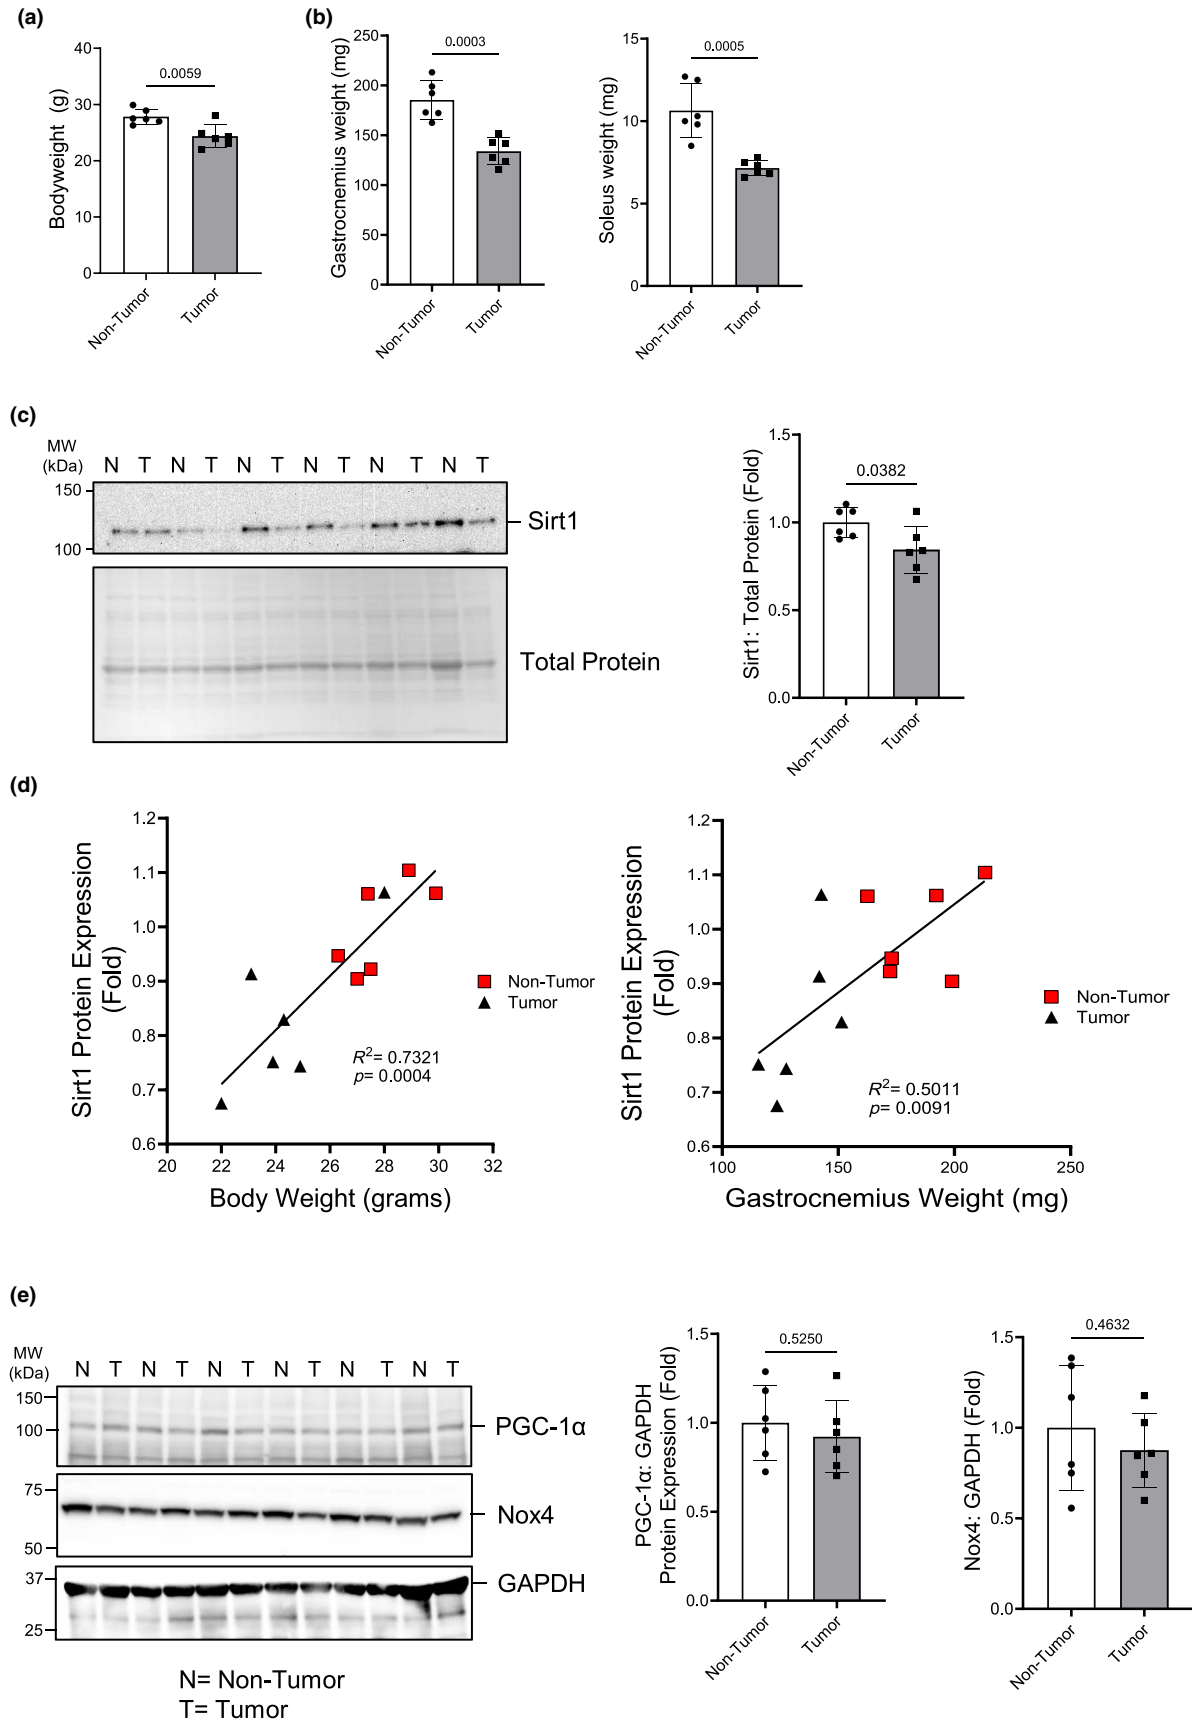 (a)
Bodyweight (g)
40
30
20
10
0
0.0059
Non-Tumor
Tumor
(b)
Gastrocnemius weight (mg)
250
200
150
100
50
0
0.0003
Non-Tumor
Tumor
Soleus weight (mg)
15
10
5
0
0.0005
Non-Tumor
Tumor
(c)
MW
(kDa)
N T N T N T N T N T N T
150
100
Sirt1
Total Protein
Sirt1: Total Protein (Fold)
1.5
1.0
0.5
0.0
0.0382
Non-Tumor
Tumor
(d)
Sirt1 Protein Expression
(Fold)
1.2
1.1
1.0
0.9
0.8
0.7
0.6
20 22 24 26 28 30 32
Body Weight (grams)
R²= 0.7321
p= 0.0004
Non-Tumor
Tumor
Sirt1 Protein Expression
(Fold)
1.2
1.1
1.0
0.9
0.8
0.7
0.6
100 150 200 250
Gastrocnemius Weight (mg)
R²= 0.5011
p= 0.0091
Non-Tumor
Tumor
(e)
MW
(kDa)
N T N T N T N T N T N T
150
100
PGC-1α
75
50
Nox4
37
25
GAPDH
N= Non-Tumor
T= Tumor
PGC-1α: GAPDH
Protein Expression (Fold)
1.5
1.0
0.5
0.0
0.5250
Non-Tumor
Tumor
Nox4: GAPDH (Fold)
1.5
1.0
0.5
0.0
0.4632
Non-Tumor
Tumor